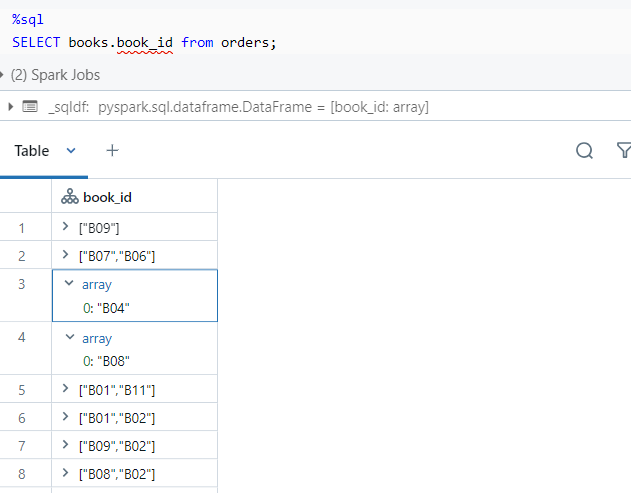 %sql
SELECT books.book_id from orders;
(2) Spark Jobs
_sqldf: pyspark.sql.dataframe.DataFrame = [book_id: array]
Table
book_id
1 ["B09"]
2 ["B07","B06"]
3 array
0: "B04"
4 array
0: "B08"
5 ["B01","B11"]
6 ["B01","B02"]
7 ["B09","B02"]
8 ["B08","B02"]